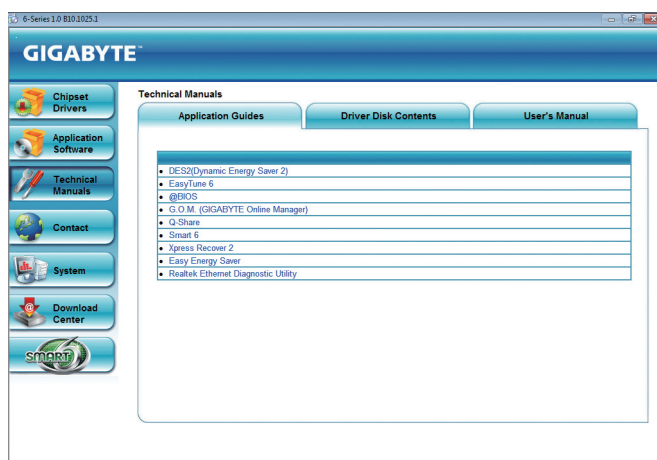 6-Series 1.0 B10.1025.1
GIGABYTE™
Chipset
Drivers
Application
Software
Technical
Manuals
Contact
System
Download
Center
SMART 6
Technical Manuals
Application Guides
Driver Disk Contents
User's Manual
DES2(Dynamic Energy Saver 2)
EasyTune 6
@BIOS
G.O.M. (GIGABYTE Online Manager)
Q-Share
Smart 6
Xpress Recover 2
Easy Energy Saver
Realtek Ethernet Diagnostic Utility